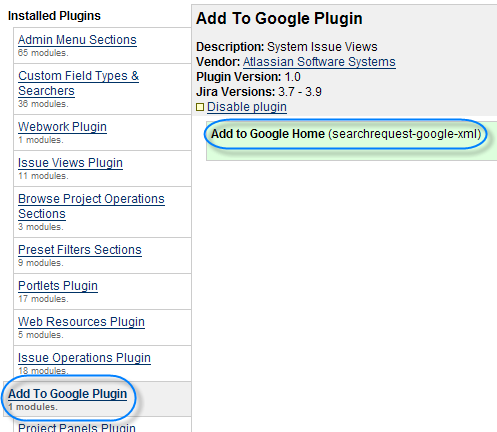 Installed Plugins
Admin Menu Sections
65 modules.
Custom Field Types &
Searchers
36 modules.
Webwork Plugin
1 modules.
Issue Views Plugin
11 modules.
Browse Project Operations
Sections
3 modules.
Preset Filters Sections
9 modules.
Portlets Plugin
17 modules.
Web Resources Plugin
5 modules.
Issue Operations Plugin
18 modules.
Add To Google Plugin
1 modules.
Project Panels Plugin
Add To Google Plugin
Description: System Issue Views
Vendor: Atlassian Software Systems
Plugin Version: 1.0
Jira Versions: 3.7 - 3.9
Disable plugin
Add to Google Home (searchrequest-google-xml)